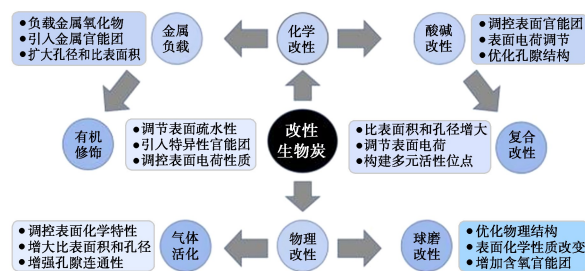 •负载金属氧化物
•引入金属官能团
•扩大孔径和比表面积
金属
负载
化学
改性
酸碱
改性
•调控表面官能团
•表面电荷调节
•优化孔隙结构
有机
修饰
•调节表面疏水性
•引入特异性官能团
•调控表面电荷性质
改性
生物炭
•比表面积和孔径增大
•调节表面电荷
•构建多元活性位点
复合
改性
•调控表面化学特性
•增大比表面积和孔径
•增强孔隙连通性
气体
活化
物理
改性
球磨
改性
•优化物理结构
•表面化学性质改变
•增加含氧官能团